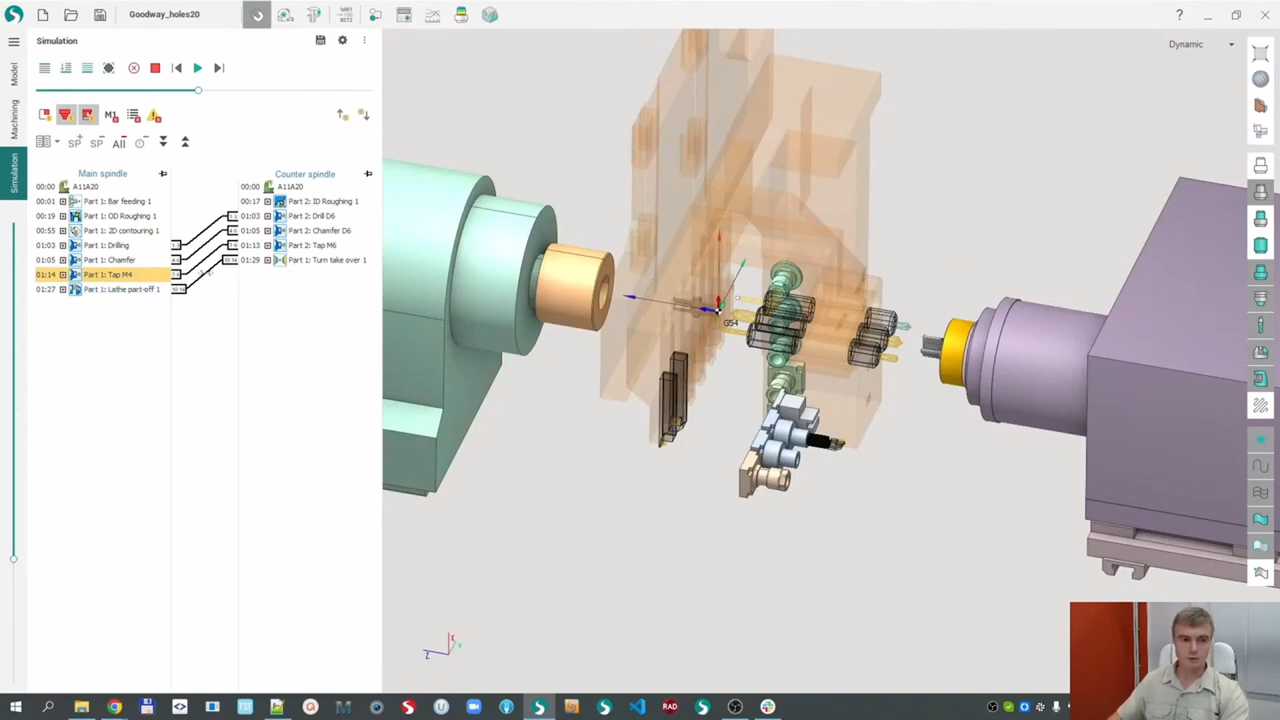 Goodway_holes20
Simulation
Dynamic
Model
Machining
Simulation
M1
SP
SP
All
Main spindle
Counter spindle
00:00 A11A20
00:01 Part 1: Bar feeding 1
00:19 Part 1: OD Roughing 1
00:55 Part 1: 2D contouring 1
01:03 Part 1: Drilling
01:05 Part 1: Chamfer
01:14 Part 1: Tap M4
01:27 Part 1: Lathe part-off 1
00:00 A11A20
00:17 Part 2: ID Roughing 1
01:03 Part 2: Drill D6
01:05 Part 2: Chamfer D6
01:13 Part 2: Tap M6
01:29 Part 1: Turn take over 1
G54
X
Y
Z
RAD